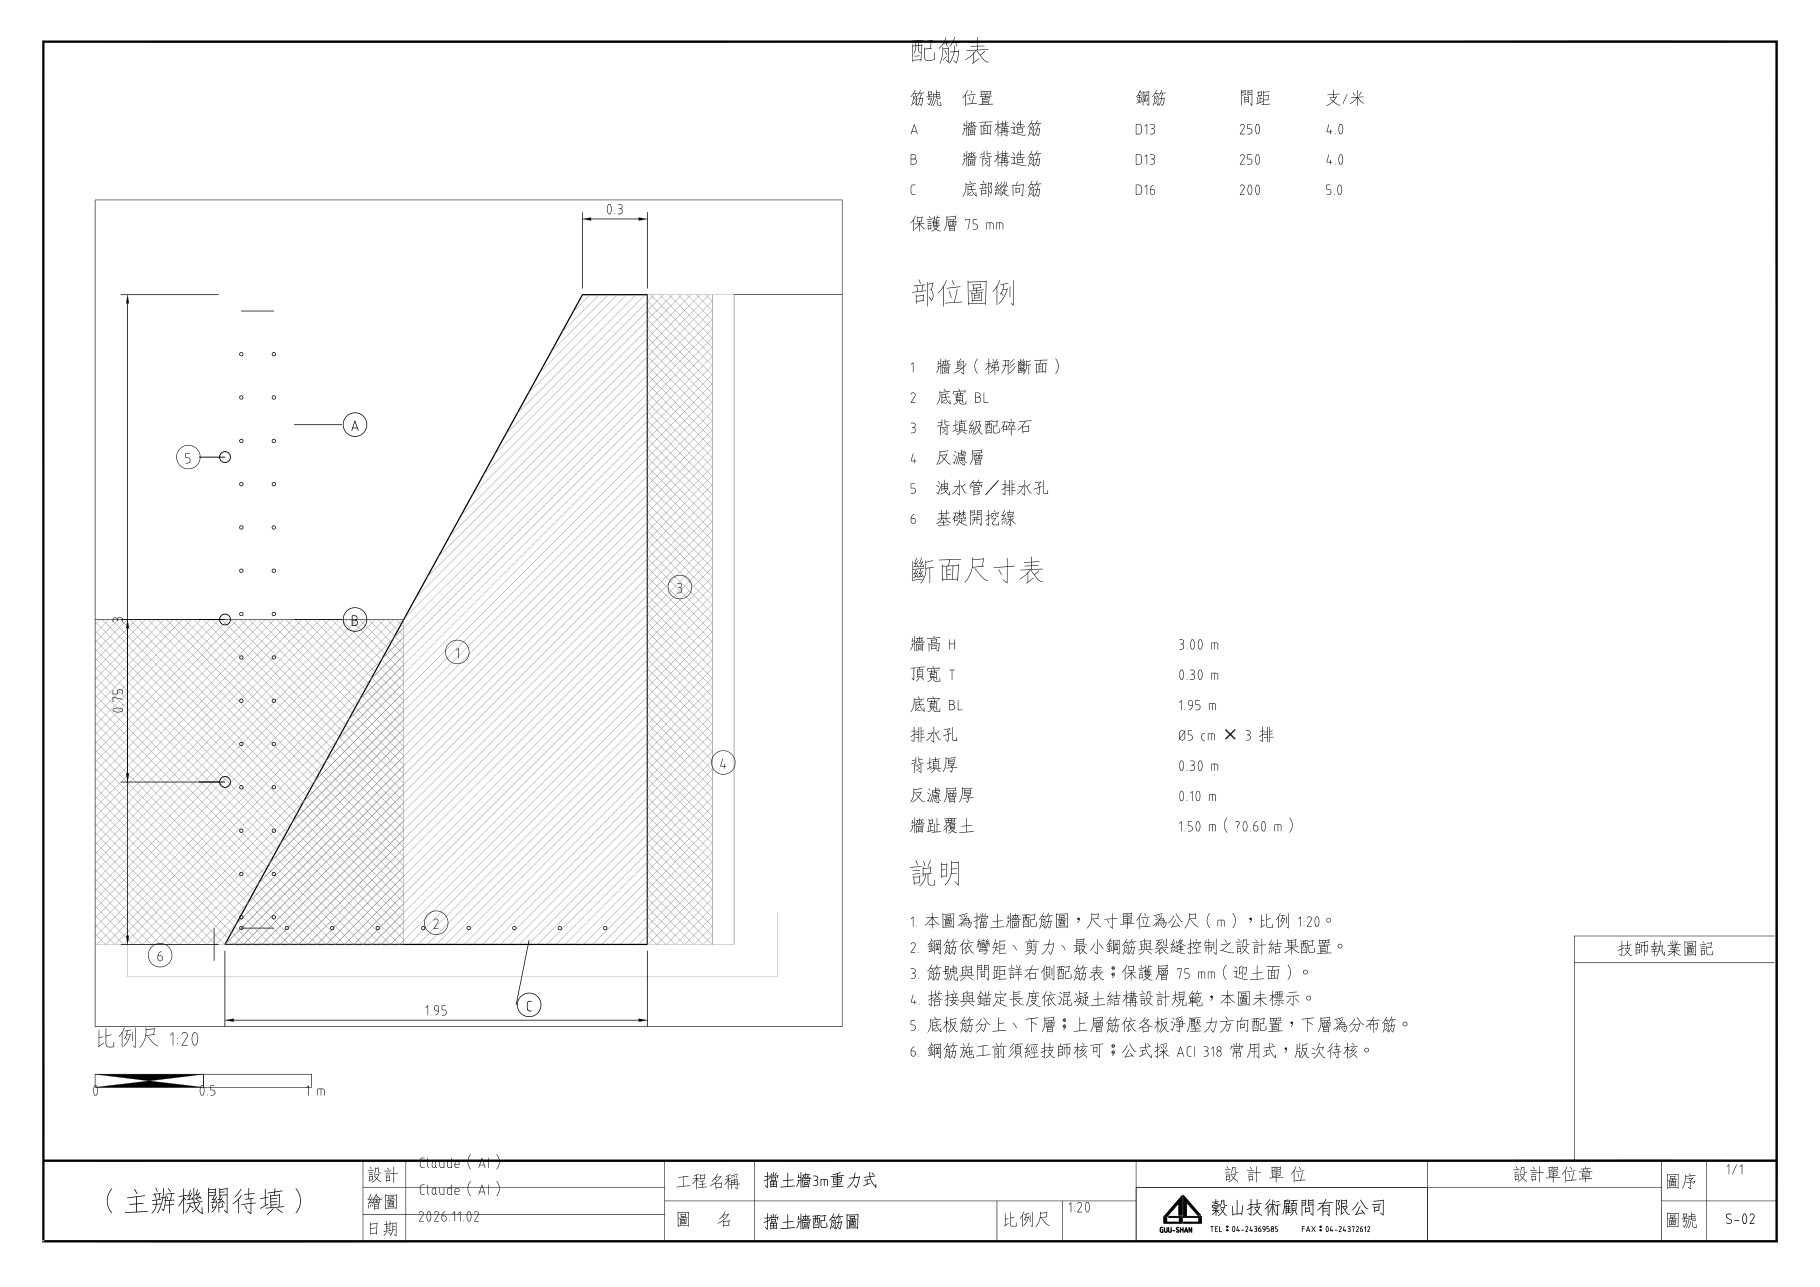 配筋表
筋號 位置 鋼筋 間距 支/米
A 牆面構造筋 D13 250 4.0
B 牆背構造筋 D13 250 4.0
C 底部縱向筋 D16 200 5.0
保護層 75 mm
部位圖例
1 牆身(梯形斷面)
2 底寬 BL
3 背填級配碎石
4 反濾層
5 洩水管／排水孔
6 基礎開挖線
斷面尺寸表
牆高 H 3.00 m
頂寬 T 0.30 m
底寬 BL 1.95 m
排水孔 Ø5 cm × 3 排
背填厚 0.30 m
反濾層厚 0.10 m
牆趾覆土 1.50 m(?0.60 m)
説明
1. 本圖為擋土牆配筋圖，尺寸單位為公尺(m)，比例 1:20。
2. 鋼筋依彎矩、剪力、最小鋼筋與裂縫控制之設計結果配置。
3. 筋號與間距詳右側配筋表；保護層 75 mm(迎土面)。
4. 搭接與錨定長度依混凝土結構設計規範，本圖未標示。
5. 底板筋分上、下層；上層筋依各板淨壓力方向配置，下層為分布筋。
6. 鋼筋施工前須經技師核可；公式採 ACI 318 常用式，版次待核。
0.3
A
5
3
3
B
1
0.75
4
2
6
C
1.95
比例尺 1:20
0 0.5 1 m
技師執業圖記
(主辦機關待填)
設計 Claude(AI)
繪圖 Claude(AI)
日期 2026.11.02
工程名稱 擋土牆3m重力式
圖 名 擋土牆配筋圖
比例尺 1:20
設計單位
GUU-SHAN
穀山技術顧問有限公司
TEL：04-24369585 FAX：04-24372612
設計單位章
圖序 1/1
圖號 S-02